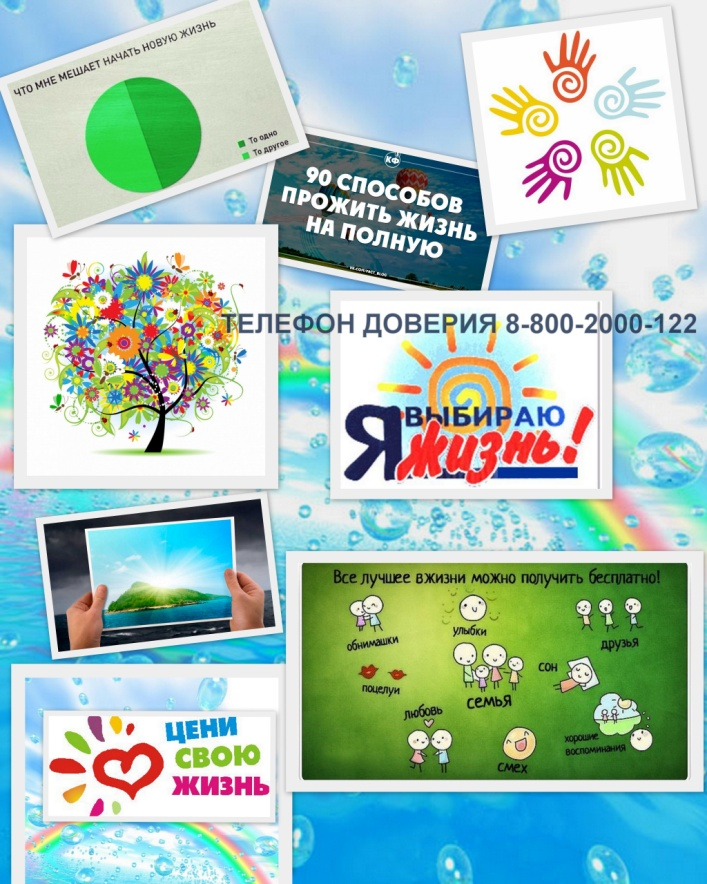 ЧТО МНЕ МЕШАЕТ НАЧАТЬ НОВУЮ ЖИЗНЬ
То одно
То другое
КФ
90 СПОСОБОВ
ПРОЖИТЬ ЖИЗНЬ
НА ПОЛНУЮ
ТЕЛЕФОН ДОВЕРИЯ 8-800-2000-122
Я ВЫБИРАЮ
жизнь!
Все лучшее в жизни можно получить бесплатно!
обнимашки
улыбки
друзья
поцелуи
семья
сон
любовь
смех
хорошие
воспоминания
ЦЕНИ
СВОЮ
ЖИЗНЬ